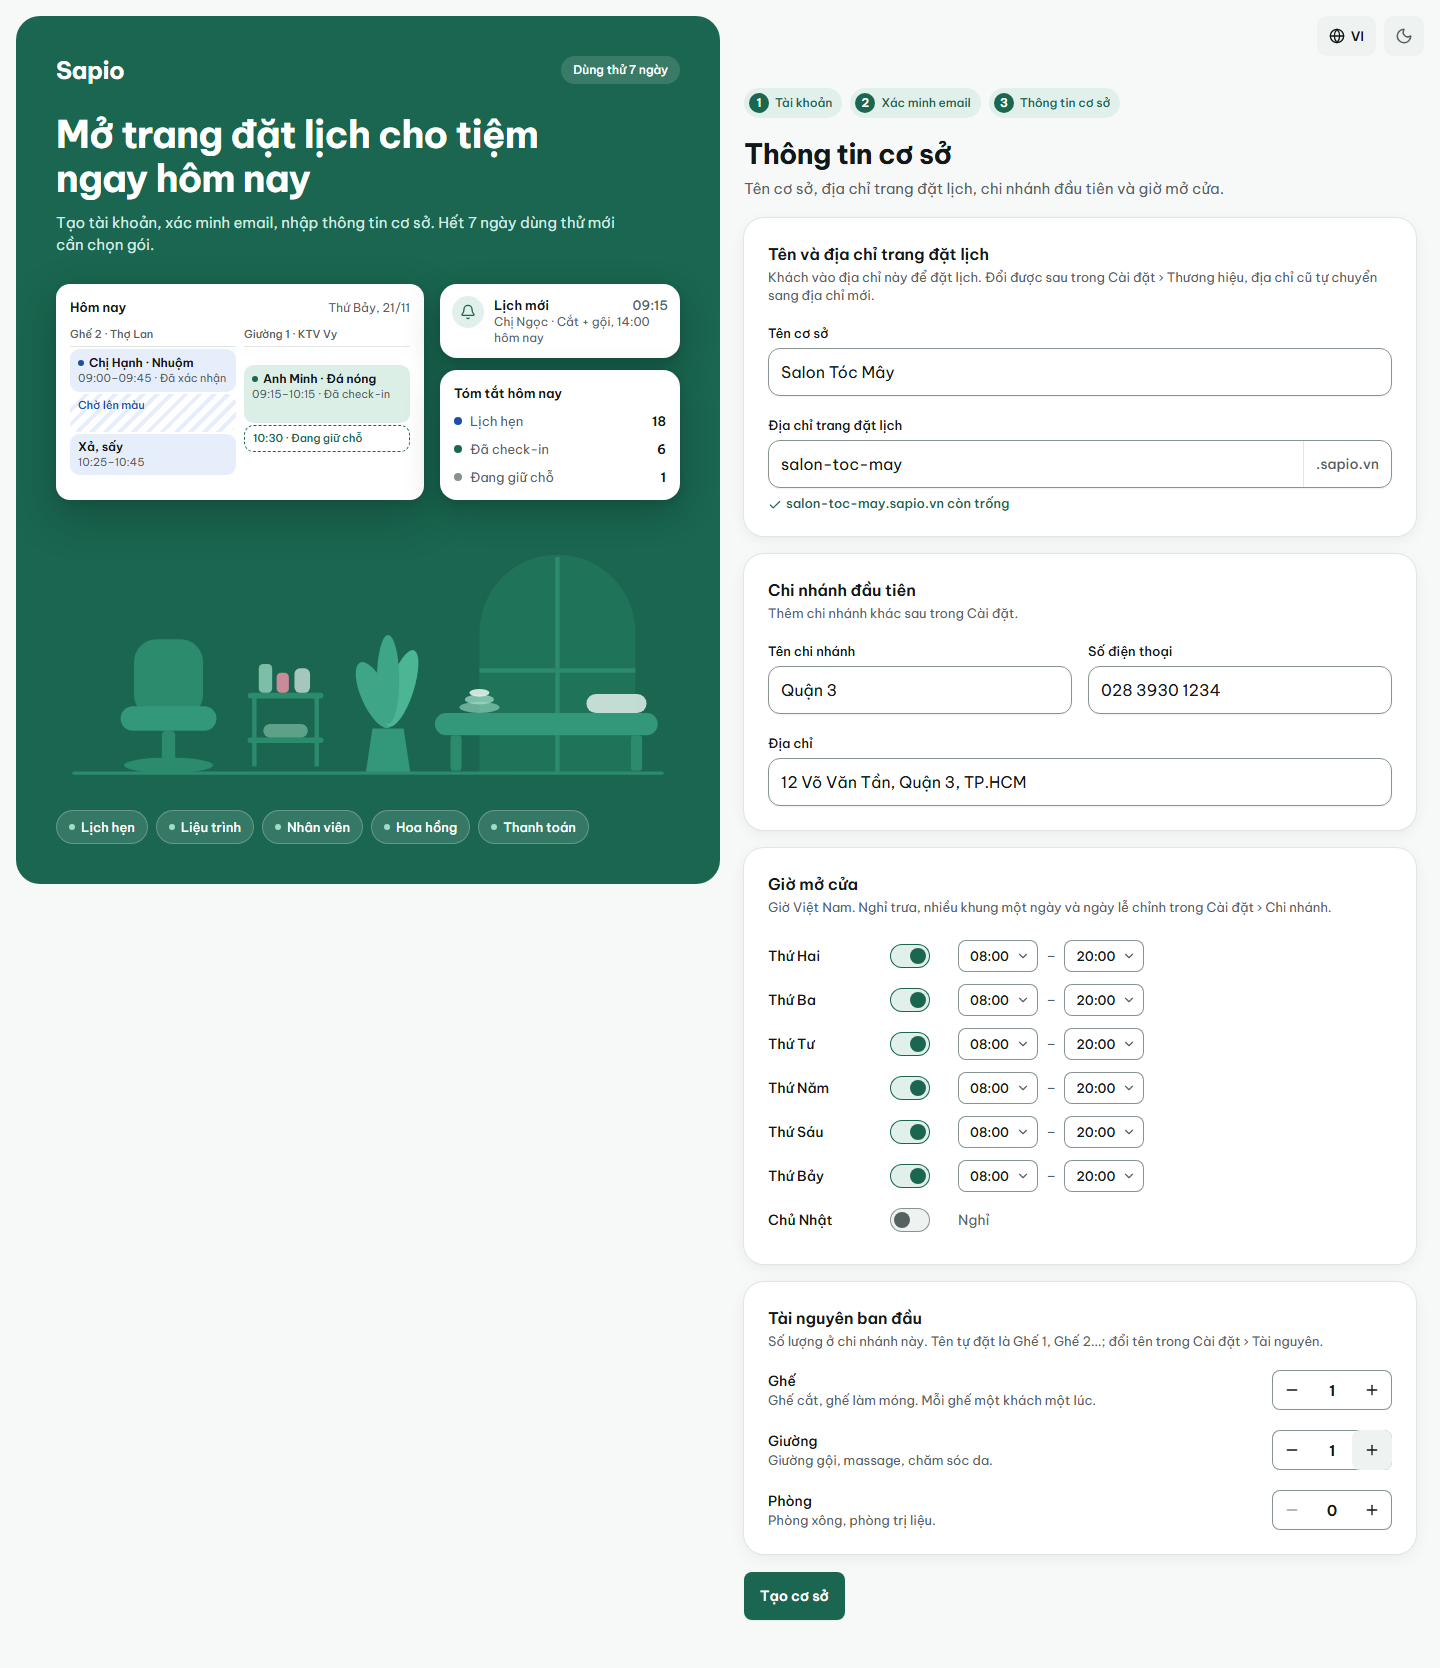 Sapio
Dùng thử 7 ngày
Mở trang đặt lịch cho tiệm
ngay hôm nay
Tạo tài khoản, xác minh email, nhập thông tin cơ sở. Hết 7 ngày dùng thử mới
cần chọn gói.
Hôm nay
Thứ Bảy, 21/11
Ghế 2 · Thợ Lan
Giường 1 · KTV Vy
Chị Hạnh · Nhuộm
09:00–09:45 · Đã xác nhận
Chờ lên màu
Xả, sấy
10:25–10:45
Anh Minh · Đá nóng
09:15–10:15 · Đã check-in
10:30 · Đang giữ chỗ
Lịch mới
09:15
Chị Ngọc · Cắt + gội, 14:00
hôm nay
Tóm tắt hôm nay
Lịch hẹn 18
Đã check-in 6
Đang giữ chỗ 1
Lịch hẹn
Liệu trình
Nhân viên
Hoa hồng
Thanh toán
VI
1 Tài khoản
2 Xác minh email
3 Thông tin cơ sở
Thông tin cơ sở
Tên cơ sở, địa chỉ trang đặt lịch, chi nhánh đầu tiên và giờ mở cửa.
Tên và địa chỉ trang đặt lịch
Khách vào địa chỉ này để đặt lịch. Đổi được sau trong Cài đặt › Thương hiệu, địa chỉ cũ tự chuyển
sang địa chỉ mới.
Tên cơ sở
Salon Tóc Mây
Địa chỉ trang đặt lịch
salon-toc-may
.sapio.vn
salon-toc-may.sapio.vn còn trống
Chi nhánh đầu tiên
Thêm chi nhánh khác sau trong Cài đặt.
Tên chi nhánh
Số điện thoại
Quận 3
028 3930 1234
Địa chỉ
12 Võ Văn Tần, Quận 3, TP.HCM
Giờ mở cửa
Giờ Việt Nam. Nghỉ trưa, nhiều khung một ngày và ngày lễ chỉnh trong Cài đặt › Chi nhánh.
Thứ Hai 08:00 – 20:00
Thứ Ba 08:00 – 20:00
Thứ Tư 08:00 – 20:00
Thứ Năm 08:00 – 20:00
Thứ Sáu 08:00 – 20:00
Thứ Bảy 08:00 – 20:00
Chủ Nhật Nghỉ
Tài nguyên ban đầu
Số lượng ở chi nhánh này. Tên tự đặt là Ghế 1, Ghế 2...; đổi tên trong Cài đặt › Tài nguyên.
Ghế
Ghế cắt, ghế làm móng. Mỗi ghế một khách một lúc.
− 1 +
Giường
Giường gội, massage, chăm sóc da.
− 1 +
Phòng
Phòng xông, phòng trị liệu.
− 0 +
Tạo cơ sở